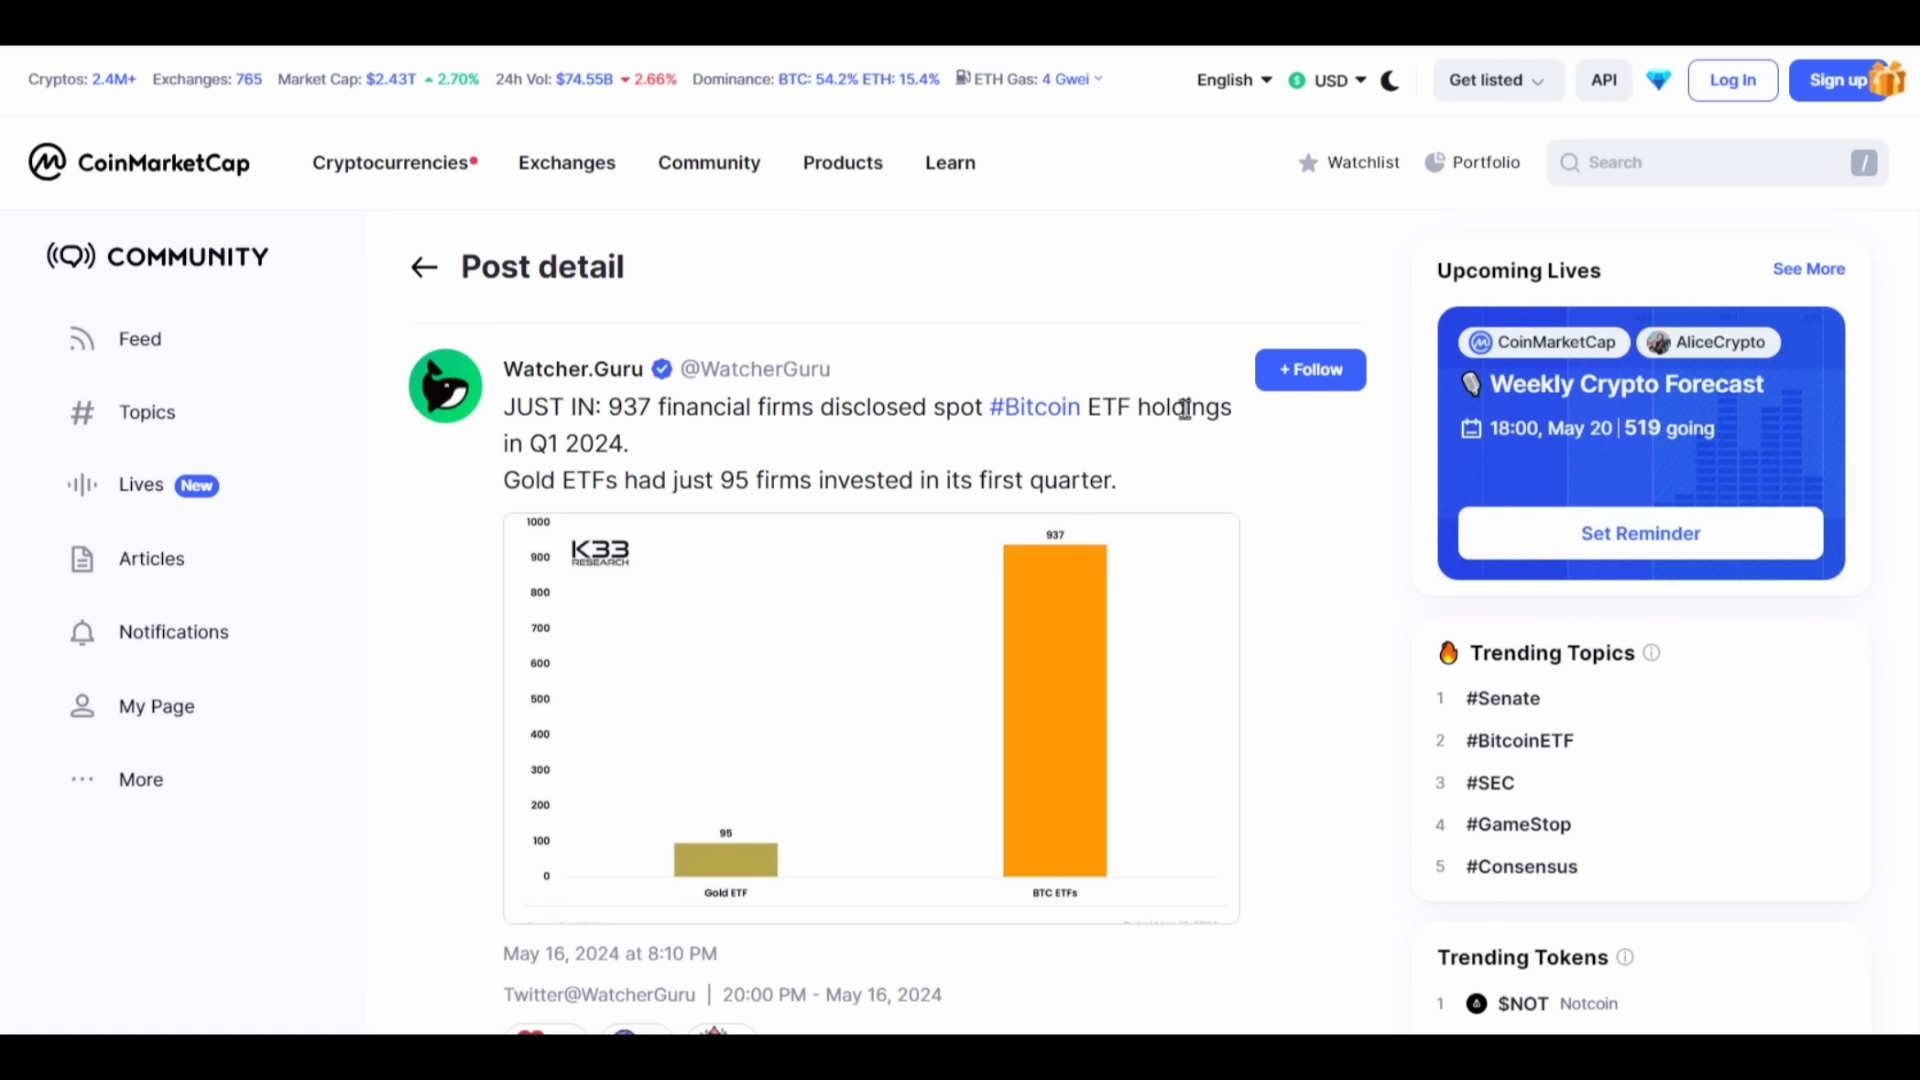 Cryptos: 2.4M+ Exchanges: 765 Market Cap: $2.43T 2.70% 24h Vol: $74.55B 2.66% Dominance: BTC: 54.2% ETH: 15.4% ETH Gas: 4 Gwei English USD Get listed API Log In Sign up
CoinMarketCap Cryptocurrencies Exchanges Community Products Learn Watchlist Portfolio Search /
COMMUNITY
Feed
Topics
Lives New
Articles
Notifications
My Page
More
Post detail
Watcher.Guru @WatcherGuru + Follow
JUST IN: 937 financial firms disclosed spot #Bitcoin ETF holdings
in Q1 2024.
Gold ETFs had just 95 firms invested in its first quarter.
K33
RESEARCH
1000
900
800
700
600
500
400
300
200
100
0
95
937
Gold ETF
BTC ETFs
May 16, 2024 at 8:10 PM
Twitter@WatcherGuru | 20:00 PM - May 16, 2024
Upcoming Lives See More
CoinMarketCap AliceCrypto
Weekly Crypto Forecast
18:00, May 20 | 519 going
Set Reminder
Trending Topics
1 #Senate
2 #BitcoinETF
3 #SEC
4 #GameStop
5 #Consensus
Trending Tokens
1 $NOT Notcoin